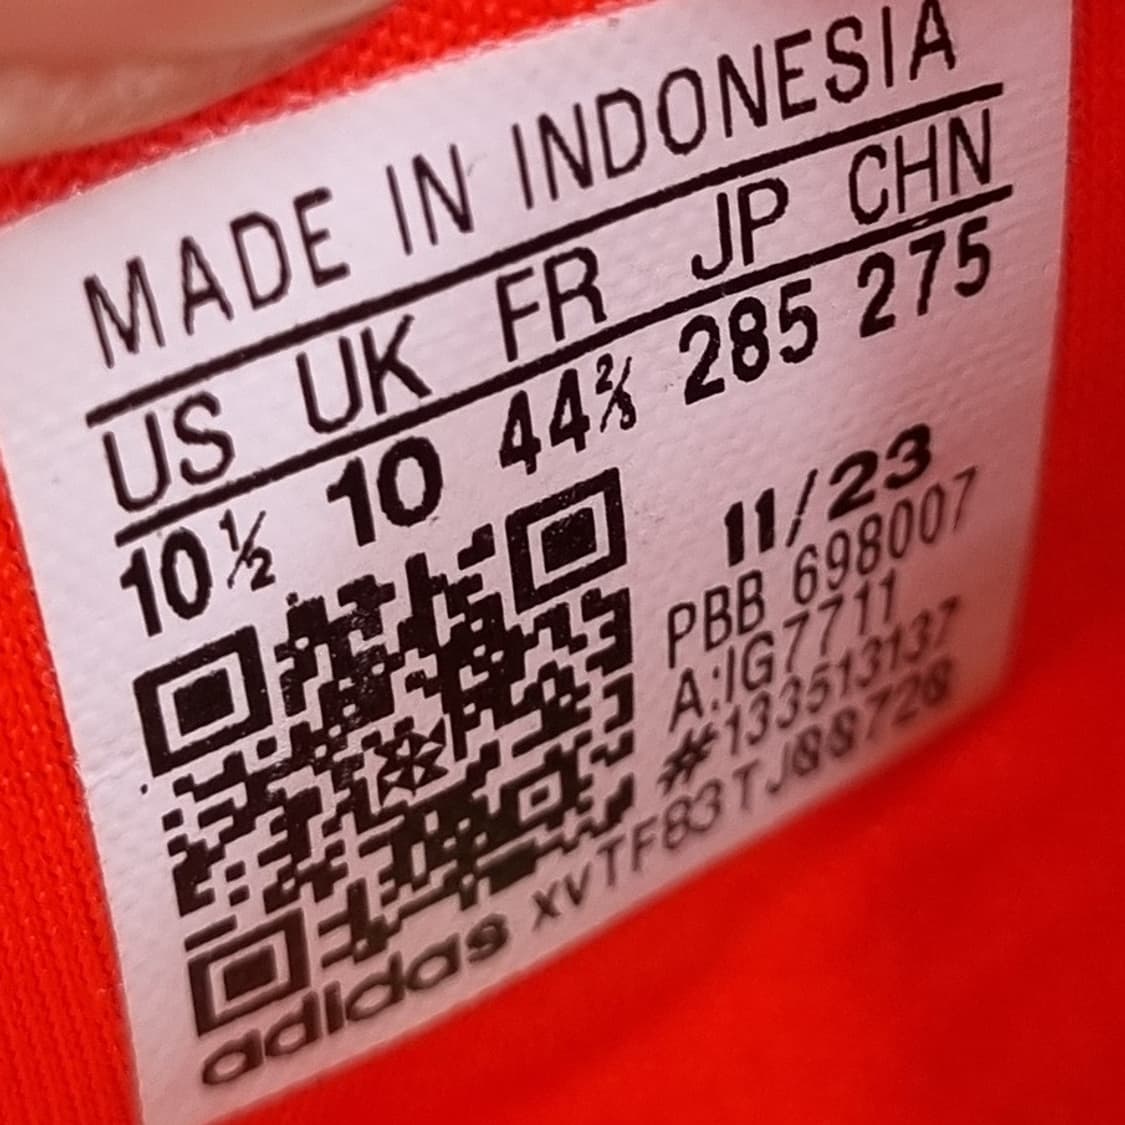 MADE IN INDONESIA
US UK FR JP CHN
10½ 10 44⅔ 285 275
11/23
PBB 698007
A:IG7711
#133513137
adidas